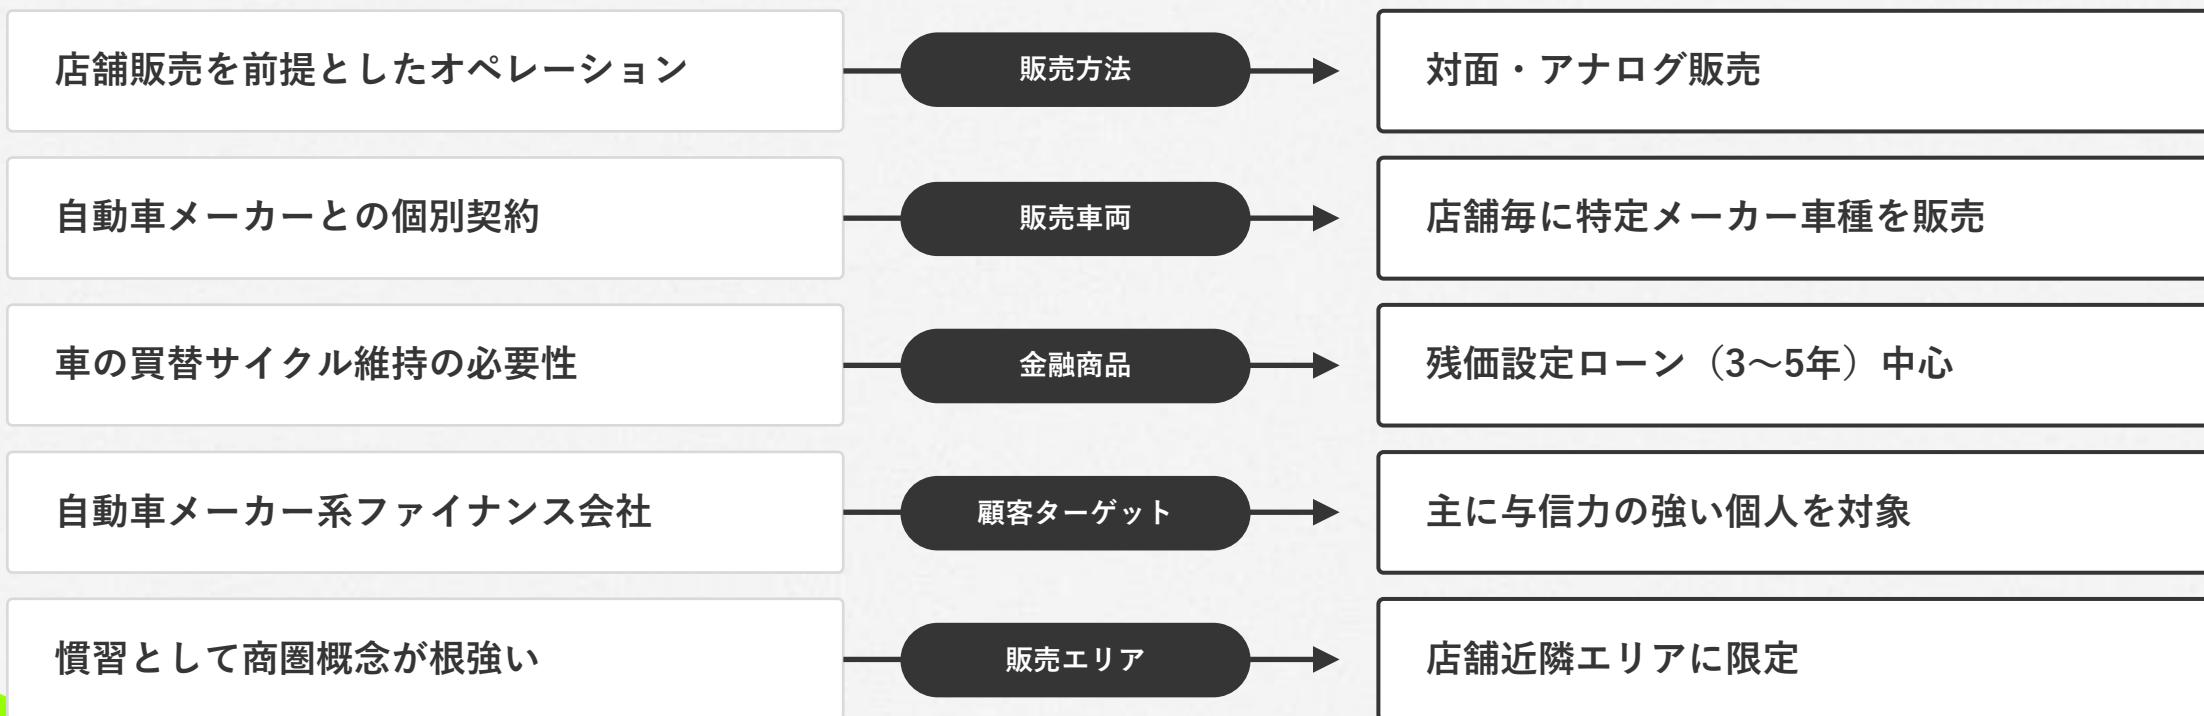 店舗販売を前提としたオペレーション
販売方法
対面・アナログ販売
自動車メーカーとの個別契約
販売車両
店舗毎に特定メーカー車種を販売
車の買替サイクル維持の必要性
金融商品
残価設定ローン（3〜5年）中心
自動車メーカー系ファイナンス会社
顧客ターゲット
主に与信力の強い個人を対象
慣習として商圏概念が根強い
販売エリア
店舗近隣エリアに限定